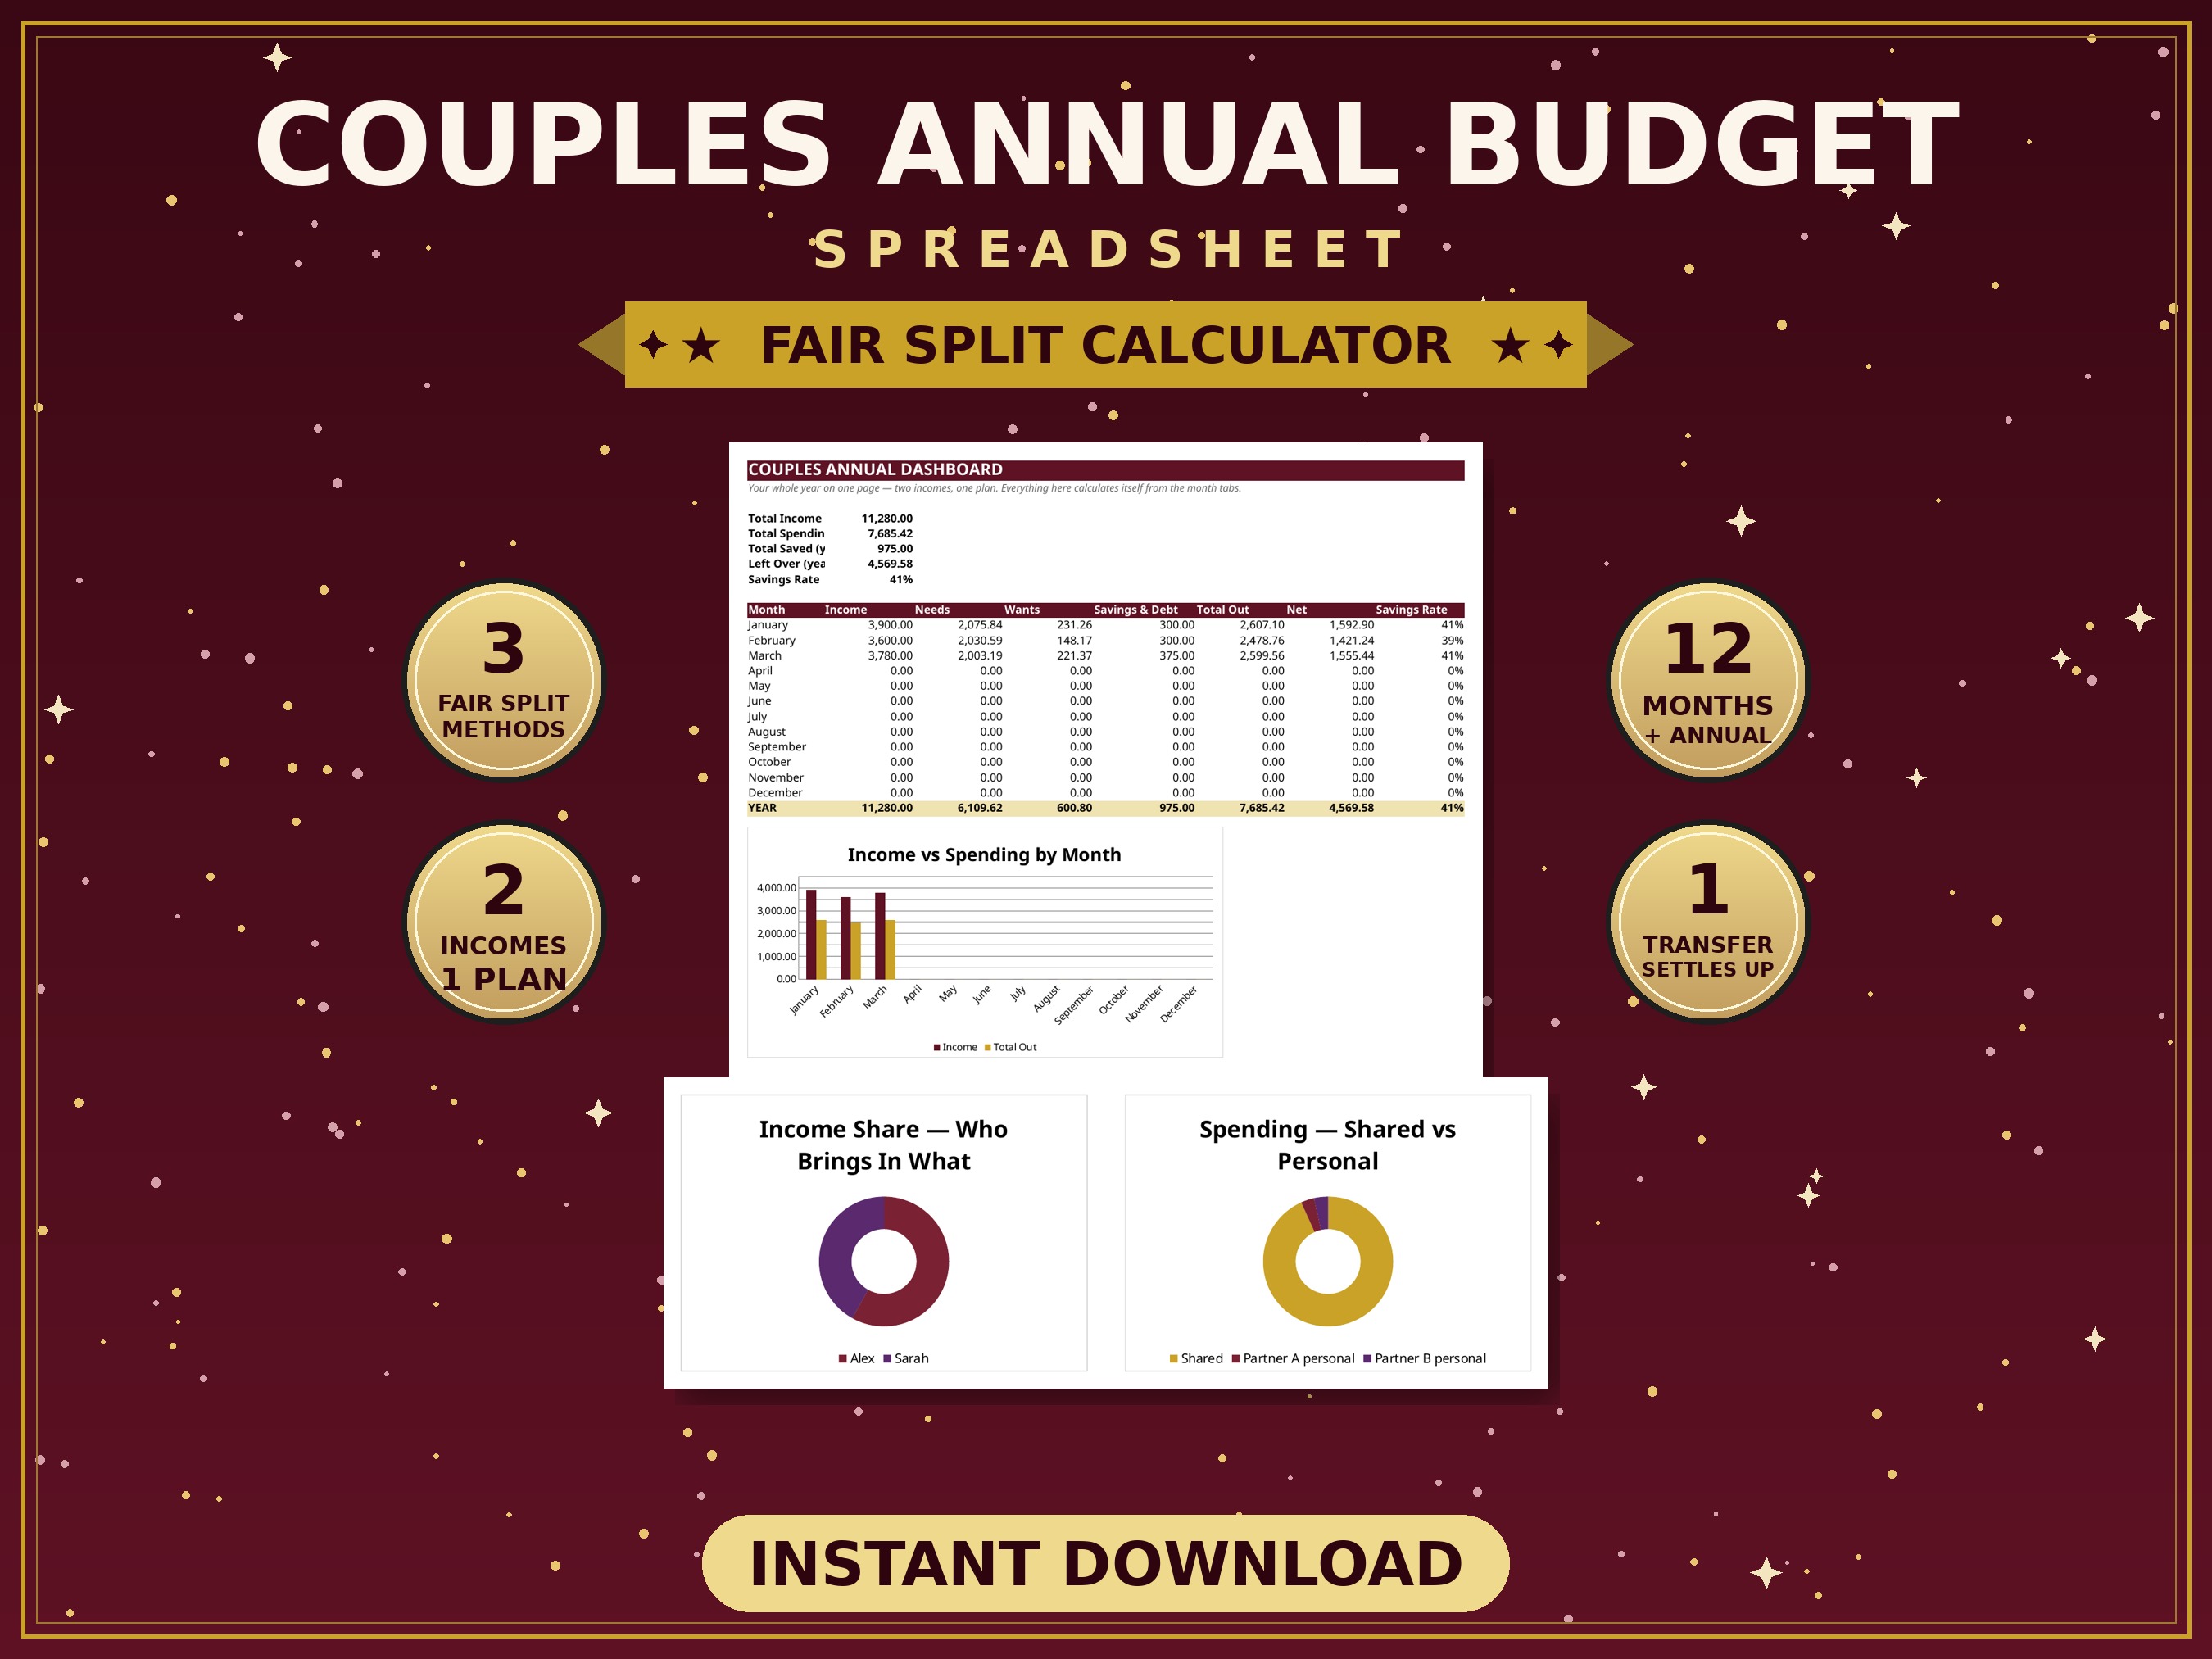 COUPLES ANNUAL BUDGET
SPREADSHEET
FAIR SPLIT CALCULATOR
COUPLES ANNUAL DASHBOARD
Your whole year on one page — two incomes, one plan. Everything here calculates itself from the month tabs.
Total Income 11,280.00
Total Spendin 7,685.42
Total Saved (y 975.00
Left Over (yea 4,569.58
Savings Rate 41%
Month Income Needs Wants Savings & Debt Total Out Net Savings Rate
January 3,900.00 2,075.84 231.26 300.00 2,607.10 1,592.90 41%
February 3,600.00 2,030.59 148.17 300.00 2,478.76 1,421.24 39%
March 3,780.00 2,003.19 221.37 375.00 2,599.56 1,555.44 41%
April 0.00 0.00 0.00 0.00 0.00 0.00 0%
May 0.00 0.00 0.00 0.00 0.00 0.00 0%
June 0.00 0.00 0.00 0.00 0.00 0.00 0%
July 0.00 0.00 0.00 0.00 0.00 0.00 0%
August 0.00 0.00 0.00 0.00 0.00 0.00 0%
September 0.00 0.00 0.00 0.00 0.00 0.00 0%
October 0.00 0.00 0.00 0.00 0.00 0.00 0%
November 0.00 0.00 0.00 0.00 0.00 0.00 0%
December 0.00 0.00 0.00 0.00 0.00 0.00 0%
YEAR 11,280.00 6,109.62 600.80 975.00 7,685.42 4,569.58 41%
3
FAIR SPLIT
METHODS
2
INCOMES
1 PLAN
12
MONTHS
+ ANNUAL
1
TRANSFER
SETTLES UP
Income vs Spending by Month
4,000.00
3,000.00
2,000.00
1,000.00
0.00
January February March April May June July August September October November December
Income Total Out
Income Share — Who
Brings In What
Alex Sarah
Spending — Shared vs
Personal
Shared Partner A personal Partner B personal
INSTANT DOWNLOAD